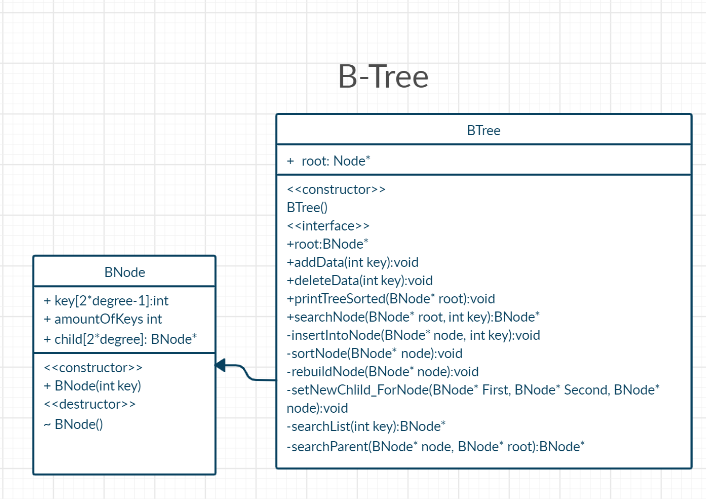 B-Tree
BTree
+ root: Node*
<<constructor>>
BTree()
<<interface>>
+root:BNode*
+addData(int key):void
+deleteData(int key):void
+printTreeSorted(BNode* root):void
+searchNode(BNode* root, int key):BNode*
-insertIntoNode(BNode* node, int key):void
-sortNode(BNode* node):void
-rebuildNode(BNode* node):void
-setNewChlild_ForNode(BNode* First, BNode* Second, BNode*
node):void
-searchList(int key):BNode*
-searchParent(BNode* node, BNode* root):BNode*
BNode
+ key[2*degree-1]:int
+ amountOfKeys int
+ child[2*degree]: BNode*
<<constructor>>
+ BNode(int key)
<<destructor>>
~ BNode()